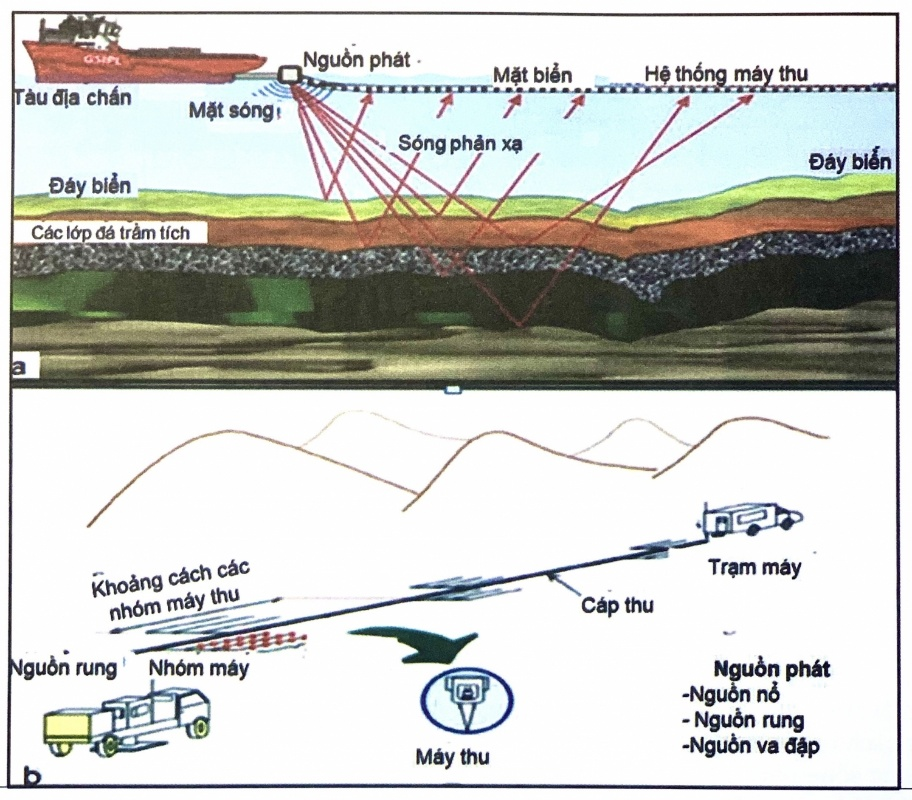 Nguồn phát
Mặt biển
Hệ thống máy thu
GSIPL
Tàu địa chấn
Mặt sóng
Sóng phản xạ
Đáy biển
Đáy biển
Các lớp đá trầm tích
a
Khoảng cách các
nhóm máy thu
Trạm máy
Cáp thu
Nguồn rung
Nhóm máy
Nguồn phát
-Nguồn nổ
- Nguồn rung
-Nguồn va đập
Máy thu
b